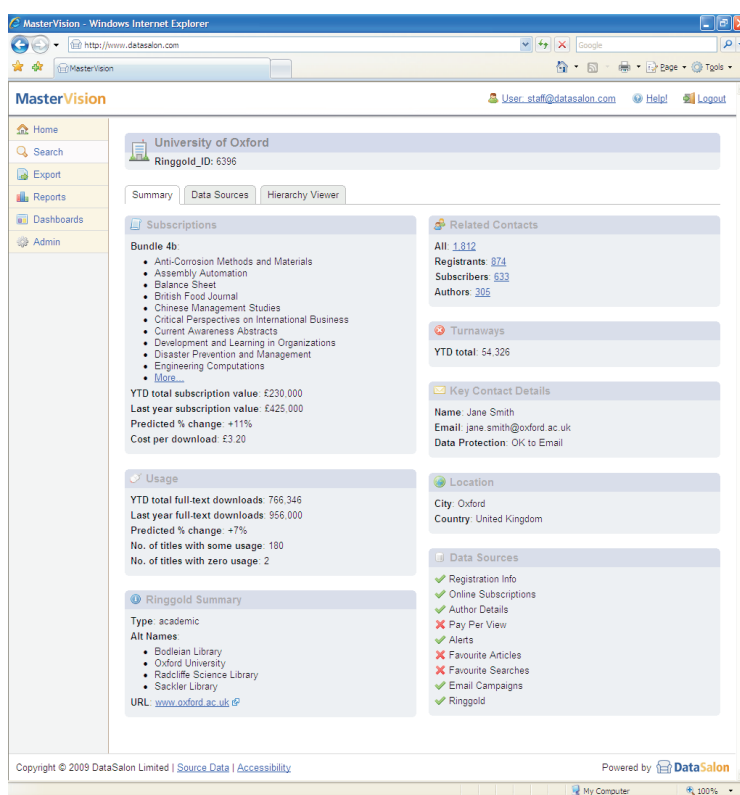 MasterVision - Windows Internet Explorer
http://www.datasalon.com
Google
MasterVision
Page
Tools
MasterVision
User: staff@datasalon.com
Help!
Logout
Home
Search
Export
Reports
Dashboards
Admin
University of Oxford
Ringgold_ID: 6396
Summary
Data Sources
Hierarchy Viewer
Subscriptions
Bundle 4b:
Anti-Corrosion Methods and Materials
Assembly Automation
Balance Sheet
British Food Journal
Chinese Management Studies
Critical Perspectives on International Business
Current Awareness Abstracts
Development and Learning in Organizations
Disaster Prevention and Management
Engineering Computations
More...
YTD total subscription value: £230,000
Last year subscription value: £425,000
Predicted % change: +11%
Cost per download: £3.20
Usage
YTD total full-text downloads: 766,346
Last year full-text downloads: 956,000
Predicted % change: +7%
No. of titles with some usage: 180
No. of titles with zero usage: 2
Ringgold Summary
Type: academic
Alt Names:
Bodleian Library
Oxford University
Radcliffe Science Library
Sackler Library
URL: www.oxford.ac.uk
Related Contacts
All: 1,812
Registrants: 874
Subscribers: 633
Authors: 305
Turnaways
YTD total: 54,326
Key Contact Details
Name: Jane Smith
Email: jane.smith@oxford.ac.uk
Data Protection: OK to Email
Location
City: Oxford
Country: United Kingdom
Data Sources
Registration Info
Online Subscriptions
Author Details
Pay Per View
Alerts
Favourite Articles
Favourite Searches
Email Campaigns
Ringgold
Copyright © 2009 DataSalon Limited | Source Data | Accessibility
Powered by DataSalon
My Computer
100%